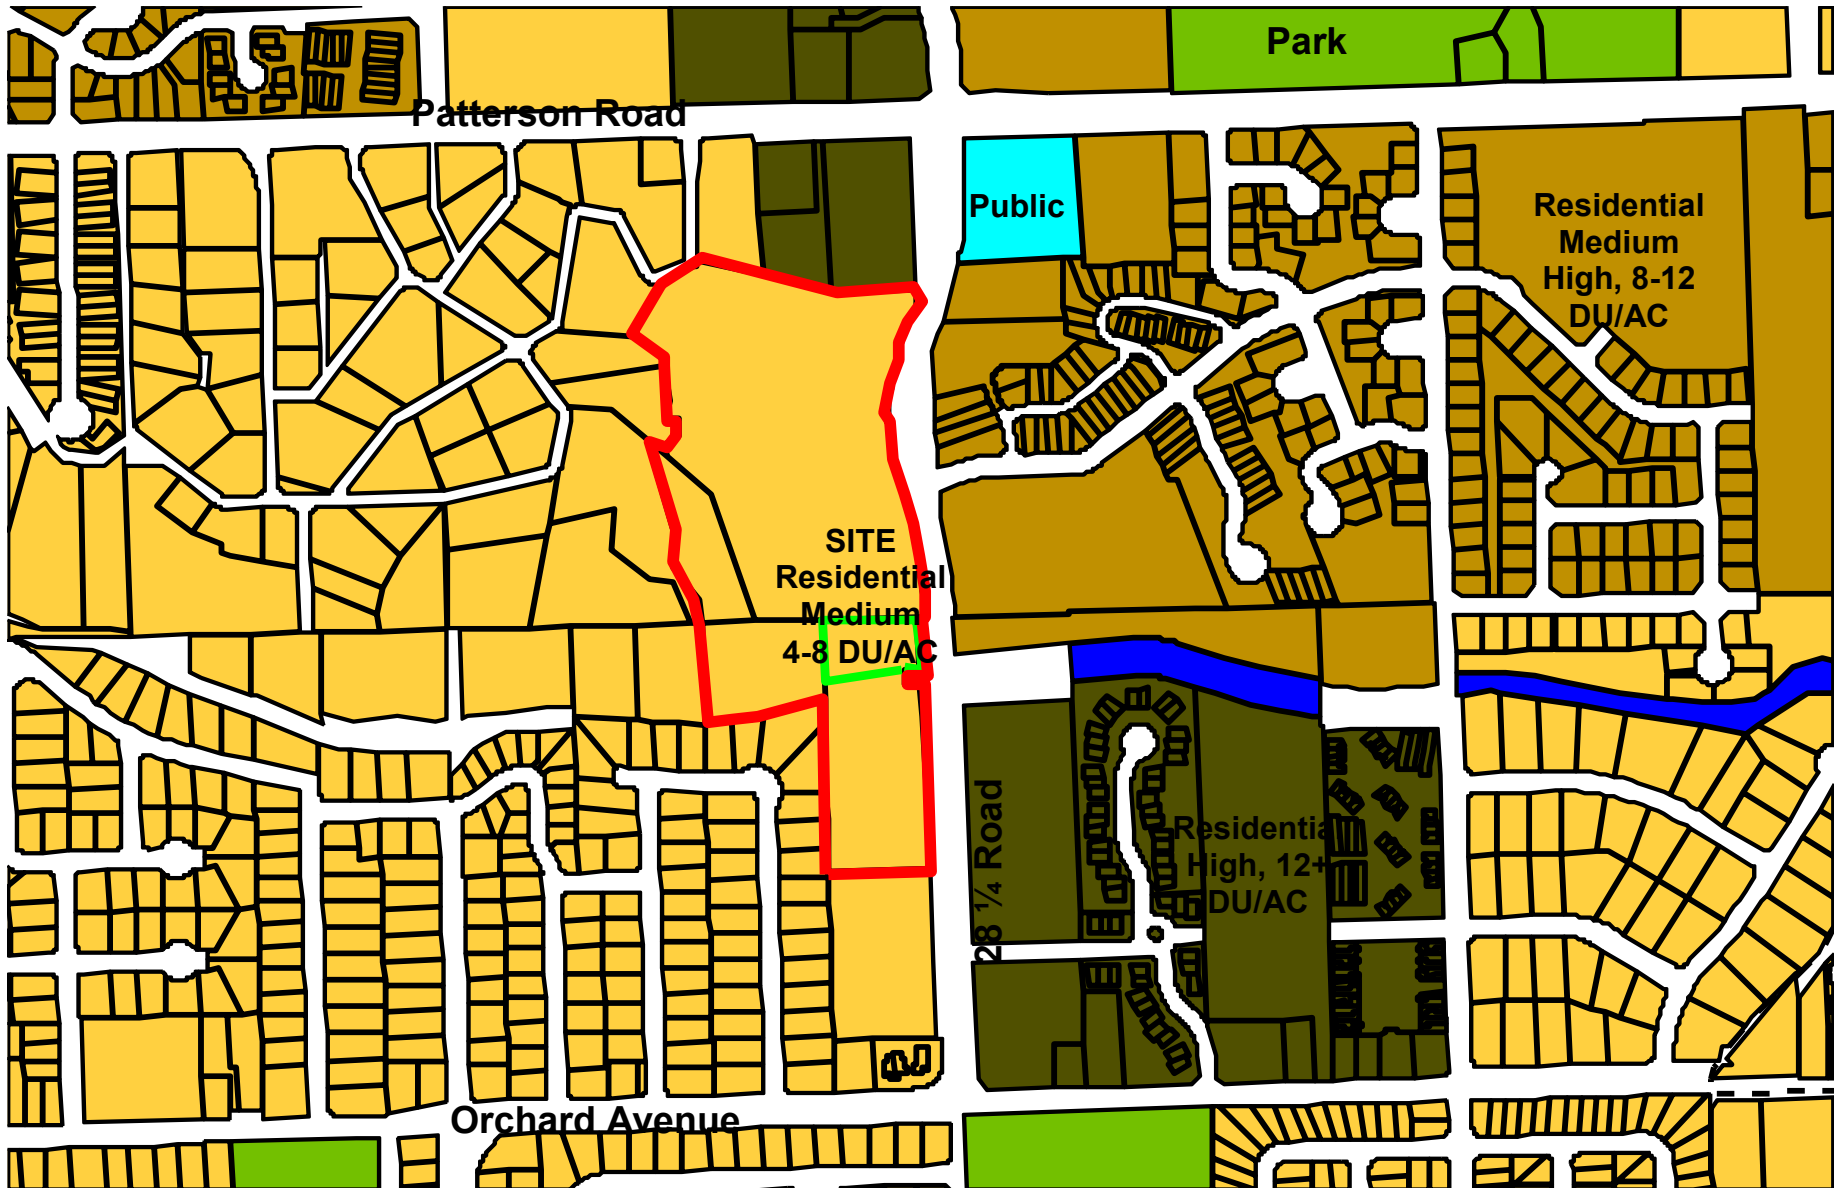 Park
Patterson Road
Public
Residential
Medium
High, 8-12
DU/AC
SITE
Residential
Medium
4-8 DU/AC
28 ¼ Road
Residentia
High, 12+
DU/AC
Orchard Avenue